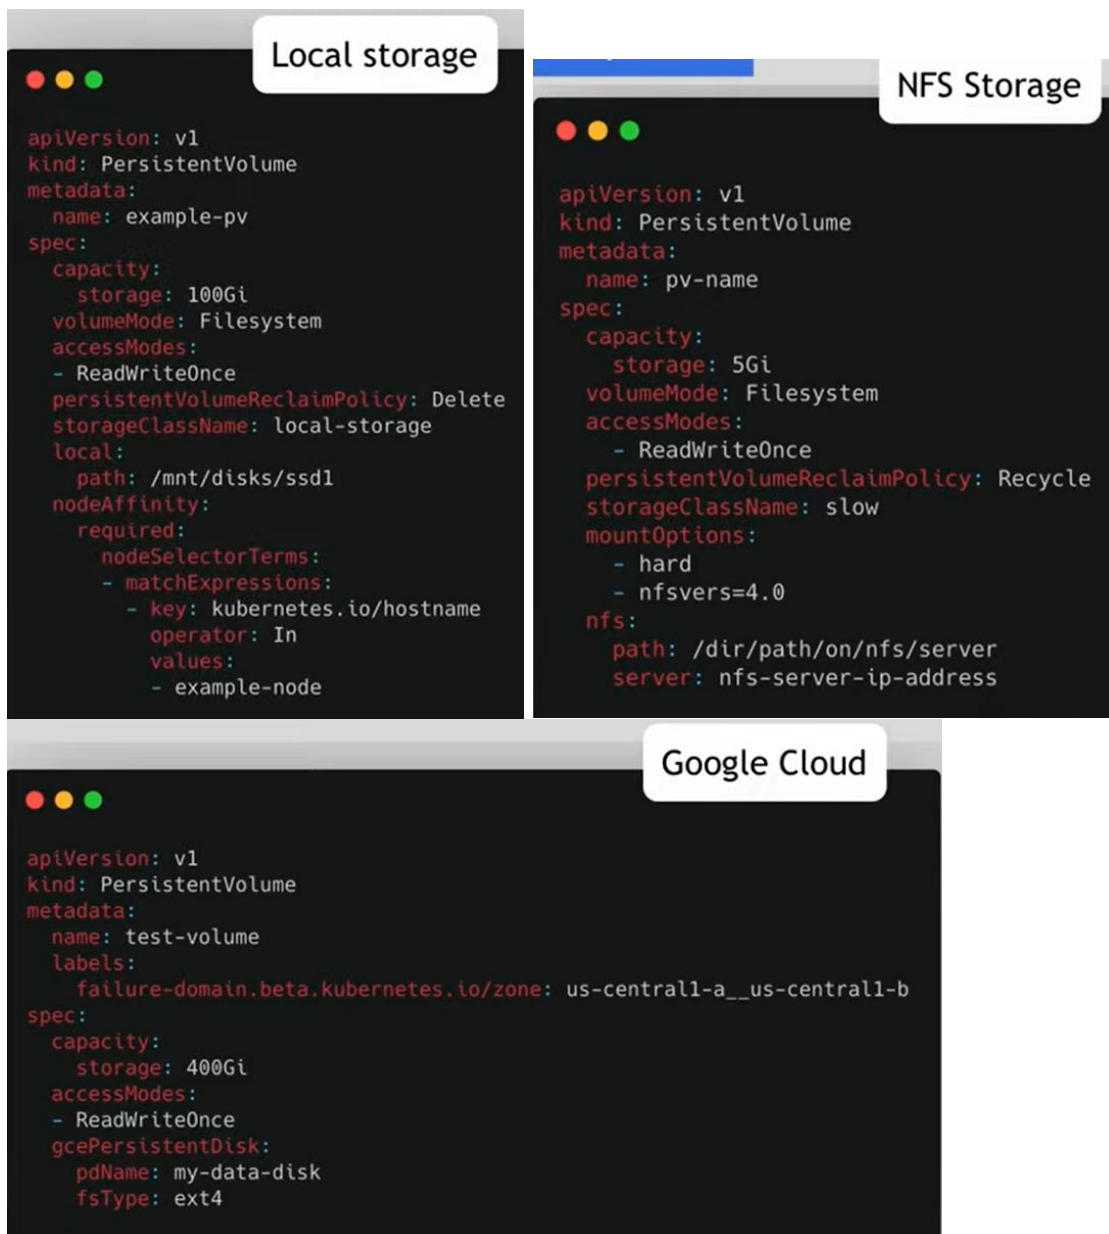 Local storage
apiVersion: v1
kind: PersistentVolume
metadata:
  name: example-pv
spec:
  capacity:
    storage: 100Gi
  volumeMode: Filesystem
  accessModes:
  - ReadWriteOnce
  persistentVolumeReclaimPolicy: Delete
  storageClassName: local-storage
  local:
    path: /mnt/disks/ssd1
  nodeAffinity:
    required:
      nodeSelectorTerms:
      - matchExpressions:
        - key: kubernetes.io/hostname
          operator: In
          values:
          - example-node
NFS Storage
apiVersion: v1
kind: PersistentVolume
metadata:
  name: pv-name
spec:
  capacity:
    storage: 5Gi
  volumeMode: Filesystem
  accessModes:
    - ReadWriteOnce
  persistentVolumeReclaimPolicy: Recycle
  storageClassName: slow
  mountOptions:
    - hard
    - nfsvers=4.0
  nfs:
    path: /dir/path/on/nfs/server
    server: nfs-server-ip-address
Google Cloud
apiVersion: v1
kind: PersistentVolume
metadata:
  name: test-volume
  labels:
    failure-domain.beta.kubernetes.io/zone: us-central1-a__us-central1-b
spec:
  capacity:
    storage: 400Gi
  accessModes:
  - ReadWriteOnce
  gcePersistentDisk:
    pdName: my-data-disk
    fsType: ext4